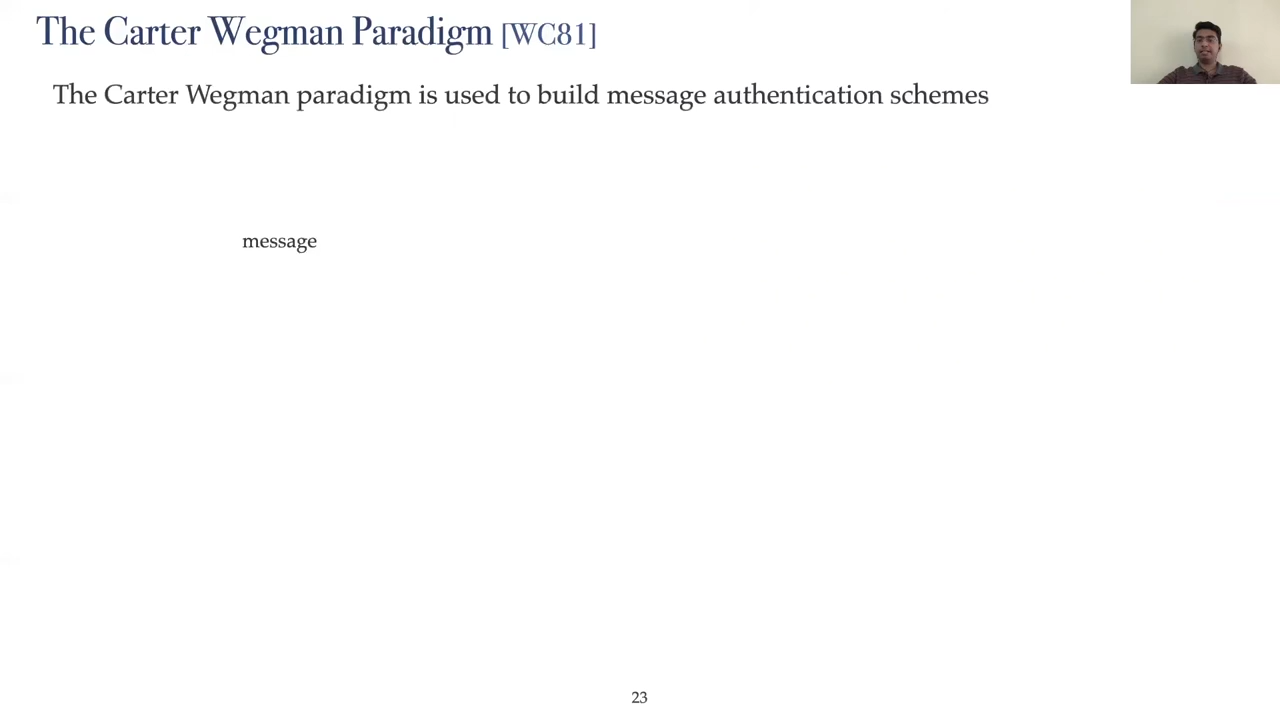 The Carter Wegman Paradigm [WC81]
The Carter Wegman paradigm is used to build message authentication schemes
message
23